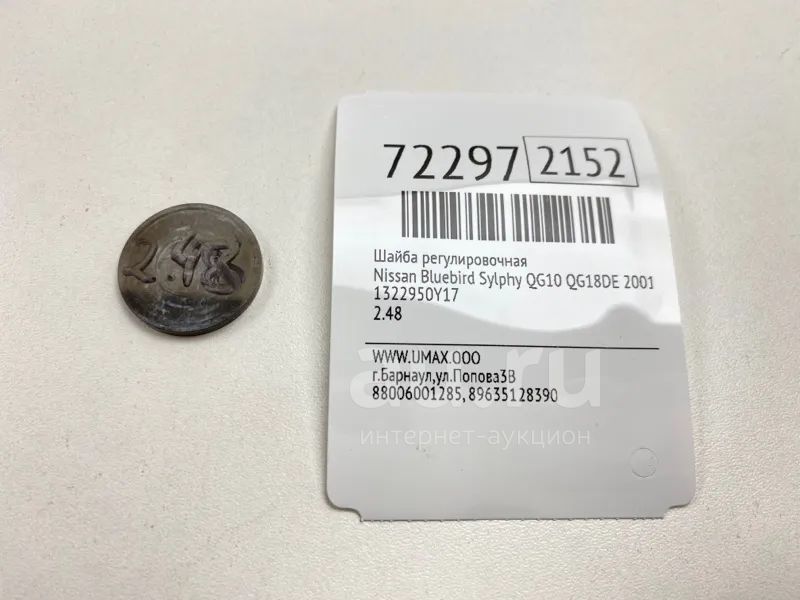 2.48
72297 2152
Шайба регулировочная
Nissan Bluebird Sylphy QG10 QG18DE 2001
1322950Y17
2.48
WWW.UMAX.OOO
г.Барнаул,ул.Попова3В
88006001285, 89635128390
au.ru
интернет-аукцион